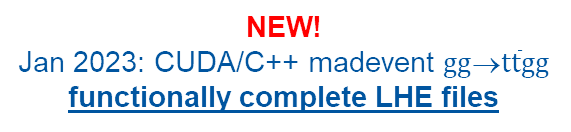 NEW!
Jan 2023: CUDA/C++ madevent gg→tt̄gg
functionally complete LHE files